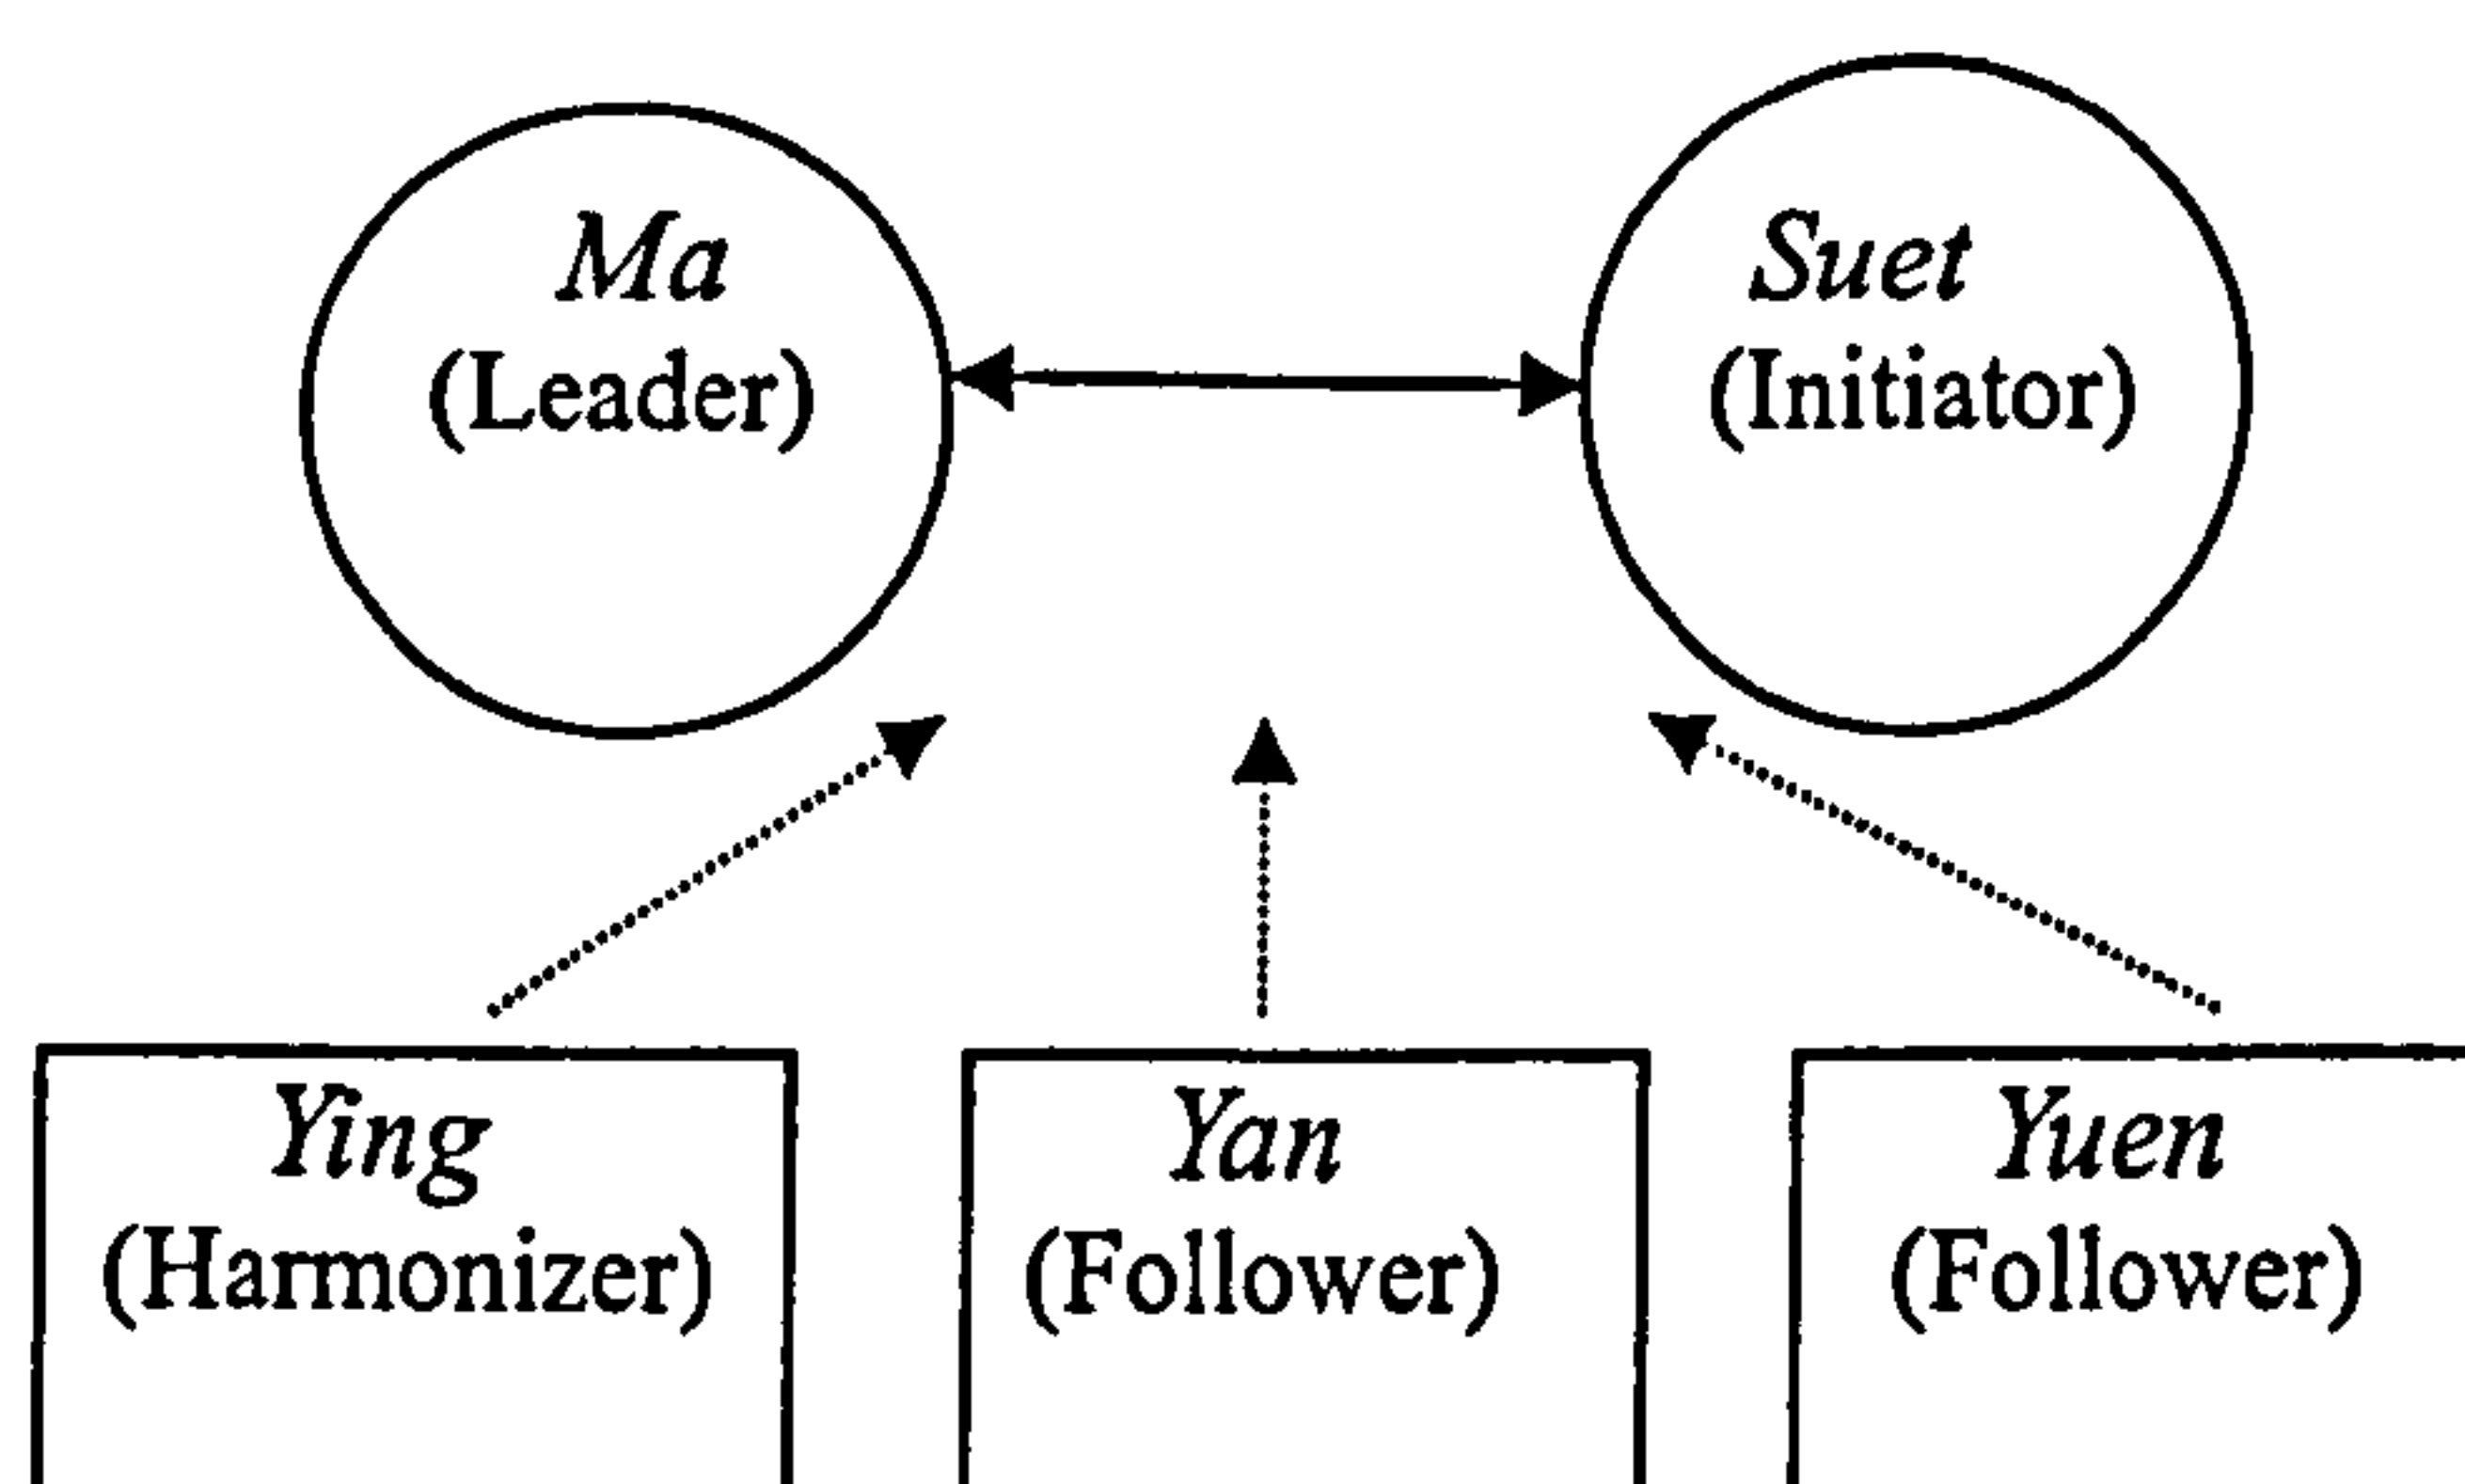 Ma
(Leader)
Suet
(Initiator)
Ying
(Harmonizer)
Yan
(Follower)
Yuen
(Follower)